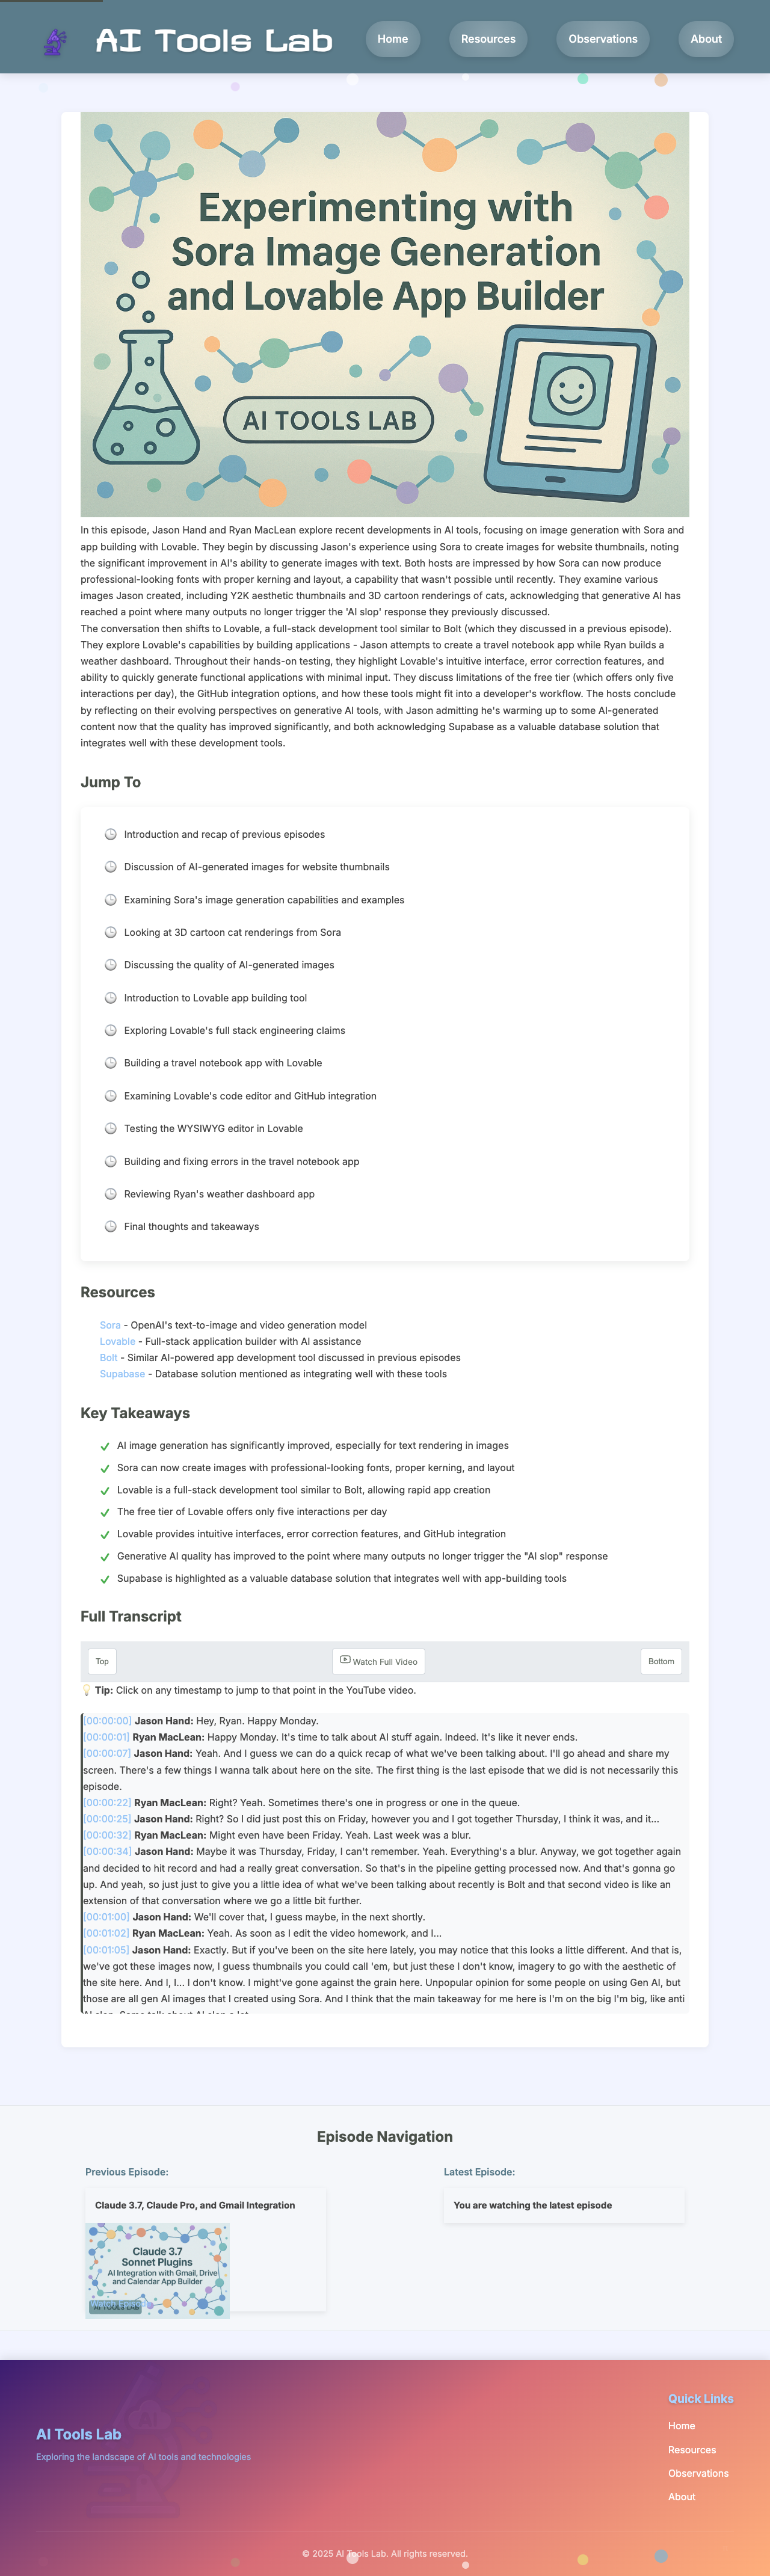 AI Tools Lab
Home
Resources
Observations
About
Experimenting with
Sora Image Generation
and Lovable App Builder
AI TOOLS LAB
In this episode, Jason Hand and Ryan MacLean explore recent developments in AI tools, focusing on image generation with Sora and
app building with Lovable. They begin by discussing Jason's experience using Sora to create images for website thumbnails, noting
the significant improvement in AI's ability to generate images with text. Both hosts are impressed by how Sora can now produce
professional-looking fonts with proper kerning and layout, a capability that wasn't possible until recently. They examine various
images Jason created, including Y2K aesthetic thumbnails and 3D cartoon renderings of cats, acknowledging that generative AI has
reached a point where many outputs no longer trigger the 'AI slop' response they previously discussed.
The conversation then shifts to Lovable, a full-stack development tool similar to Bolt (which they discussed in a previous episode).
They explore Lovable's capabilities by building applications - Jason attempts to create a travel notebook app while Ryan builds a
weather dashboard. Throughout their hands-on testing, they highlight Lovable's intuitive interface, error correction features, and
ability to quickly generate functional applications with minimal input. They discuss limitations of the free tier (which offers only five
interactions per day), the GitHub integration options, and how these tools might fit into a developer's workflow. The hosts conclude
by reflecting on their evolving perspectives on generative AI tools, with Jason admitting he's warming up to some AI-generated
content now that the quality has improved significantly, and both acknowledging Supabase as a valuable database solution that
integrates well with these development tools.
Jump To
Introduction and recap of previous episodes
Discussion of AI-generated images for website thumbnails
Examining Sora's image generation capabilities and examples
Looking at 3D cartoon cat renderings from Sora
Discussing the quality of AI-generated images
Introduction to Lovable app building tool
Exploring Lovable's full stack engineering claims
Building a travel notebook app with Lovable
Examining Lovable's code editor and GitHub integration
Testing the WYSIWYG editor in Lovable
Building and fixing errors in the travel notebook app
Reviewing Ryan's weather dashboard app
Final thoughts and takeaways
Resources
Sora - OpenAI's text-to-image and video generation model
Lovable - Full-stack application builder with AI assistance
Bolt - Similar AI-powered app development tool discussed in previous episodes
Supabase - Database solution mentioned as integrating well with these tools
Key Takeaways
AI image generation has significantly improved, especially for text rendering in images
Sora can now create images with professional-looking fonts, proper kerning, and layout
Lovable is a full-stack development tool similar to Bolt, allowing rapid app creation
The free tier of Lovable offers only five interactions per day
Lovable provides intuitive interfaces, error correction features, and GitHub integration
Generative AI quality has improved to the point where many outputs no longer trigger the "AI slop" response
Supabase is highlighted as a valuable database solution that integrates well with app-building tools
Full Transcript
Top
Watch Full Video
Bottom
Tip: Click on any timestamp to jump to that point in the YouTube video.
[00:00:00] Jason Hand: Hey, Ryan. Happy Monday.
[00:00:01] Ryan MacLean: Happy Monday. It's time to talk about AI stuff again. Indeed. It's like it never ends.
[00:00:07] Jason Hand: Yeah. And I guess we can do a quick recap of what we've been talking about. I'll go ahead and share my
screen. There's a few things I wanna talk about here on the site. The first thing is the last episode that we did is not necessarily this
episode.
[00:00:22] Ryan MacLean: Right? Yeah. Sometimes there's one in progress or one in the queue.
[00:00:25] Jason Hand: Right? So I did just post this on Friday, however you and I got together Thursday, I think it was, and it...
[00:00:32] Ryan MacLean: Might even have been Friday. Yeah. Last week was a blur.
[00:00:34] Jason Hand: Maybe it was Thursday, Friday, I can't remember. Yeah. Everything's a blur. Anyway, we got together again
and decided to hit record and had a really great conversation. So that's in the pipeline getting processed now. And that's gonna go
up. And yeah, so just just to give you a little idea of what we've been talking about recently is Bolt and that second video is like an
extension of that conversation where we go a little bit further.
[00:01:00] Jason Hand: We'll cover that, I guess maybe, in the next shortly.
[00:01:02] Ryan MacLean: Yeah. As soon as I edit the video homework, and I...
[00:01:05] Jason Hand: Exactly. But if you've been on the site here lately, you may notice that this looks a little different. And that is,
we've got these images now, I guess thumbnails you could call 'em, but just these I don't know, imagery to go with the aesthetic of
the site here. And I, I... I don't know. I might've gone against the grain here. Unpopular opinion for some people on using Gen AI, but
those are all gen AI images that I created using Sora. And I think that the main takeaway for me here is I'm on the big I'm big, like anti
Episode Navigation
Previous Episode:
Claude 3.7, Claude Pro, and Gmail Integration
Claude 3.7
Sonnet Plugins
AI Integration with Gmail, Drive
and Calendar App Builder
AI TOOLS LAB
Latest Episode:
You are watching the latest episode
AI Tools Lab
Exploring the landscape of AI tools and technologies
Quick Links
Home
Resources
Observations
About
© 2025 AI Tools Lab. All rights reserved.